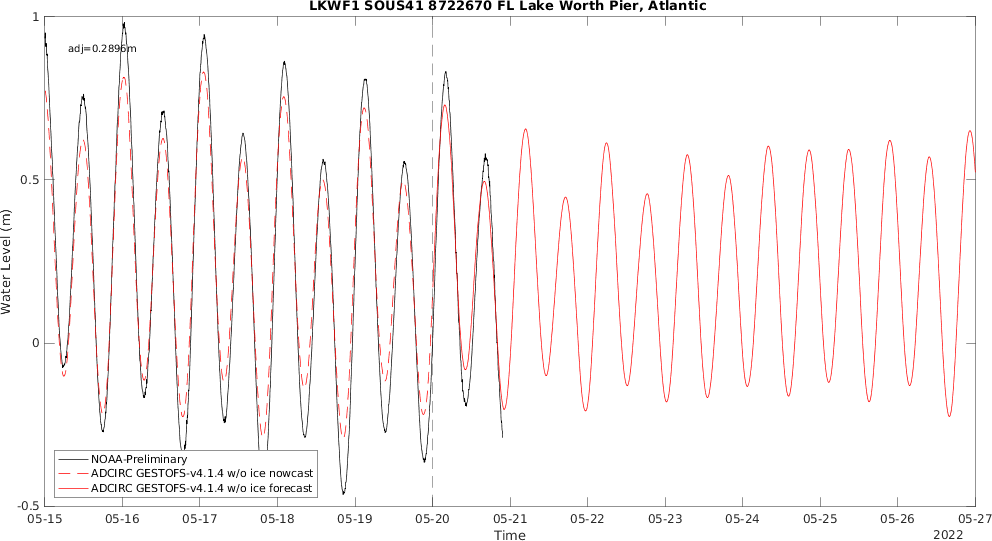 LKWF1 SOUS41 8722670 FL Lake Worth Pier, Atlantic
1
adj=0.2896m
0.5
Water Level (m)
0
NOAA-Preliminary
ADCIRC GESTOFS-v4.1.4 w/o ice nowcast
ADCIRC GESTOFS-v4.1.4 w/o ice forecast
-0.5
05-15 05-16 05-17 05-18 05-19 05-20 05-21 05-22 05-23 05-24 05-25 05-26 05-27
Time
2022